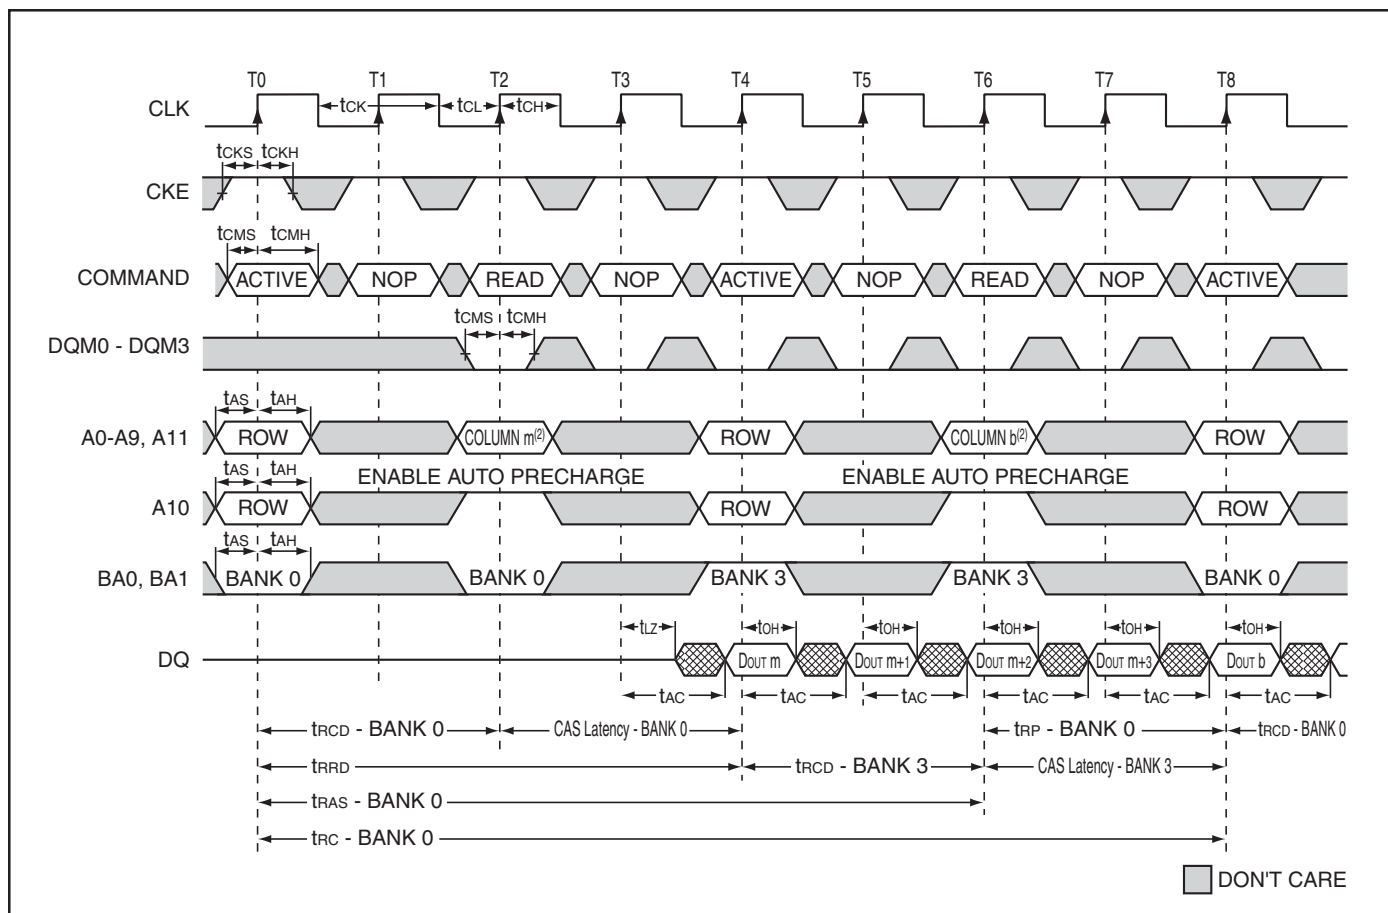 T0 T1 T2 T3 T4 T5 T6 T7 T8
CLK tCK tCL tCH
tCKS tCKH
CKE
tCMS tCMH
COMMAND ACTIVE NOP READ NOP ACTIVE NOP READ NOP ACTIVE
tCMS tCMH
DQM0 - DQM3
tAS tAH
A0-A9, A11 ROW COLUMN m(2) ROW COLUMN b(2) ROW
tAS tAH ENABLE AUTO PRECHARGE ENABLE AUTO PRECHARGE
A10 ROW ROW ROW
tAS tAH
BA0, BA1 BANK 0 BANK 0 BANK 3 BANK 3 BANK 0
tLZ tOH tOH tOH tOH tOH
DQ DOUT m DOUT m+1 DOUT m+2 DOUT m+3 DOUT b
tAC tAC tAC tAC tAC tAC
tRCD - BANK 0 CAS Latency - BANK 0 tRP - BANK 0 tRCD - BANK 0
tRRD tRCD - BANK 3 CAS Latency - BANK 3
tRAS - BANK 0
tRC - BANK 0
DON'T CARE